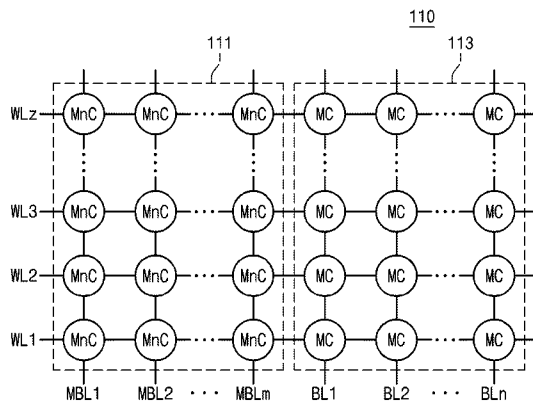 110
111 113
WLz MnC MnC ··· MnC MC MC ··· MC
WL3 MnC MnC ··· MnC MC MC ··· MC
WL2 MnC MnC ··· MnC MC MC ··· MC
WL1 MnC MnC ··· MnC MC MC ··· MC
MBL1 MBL2 ··· MBLm BL1 BL2 ··· BLn